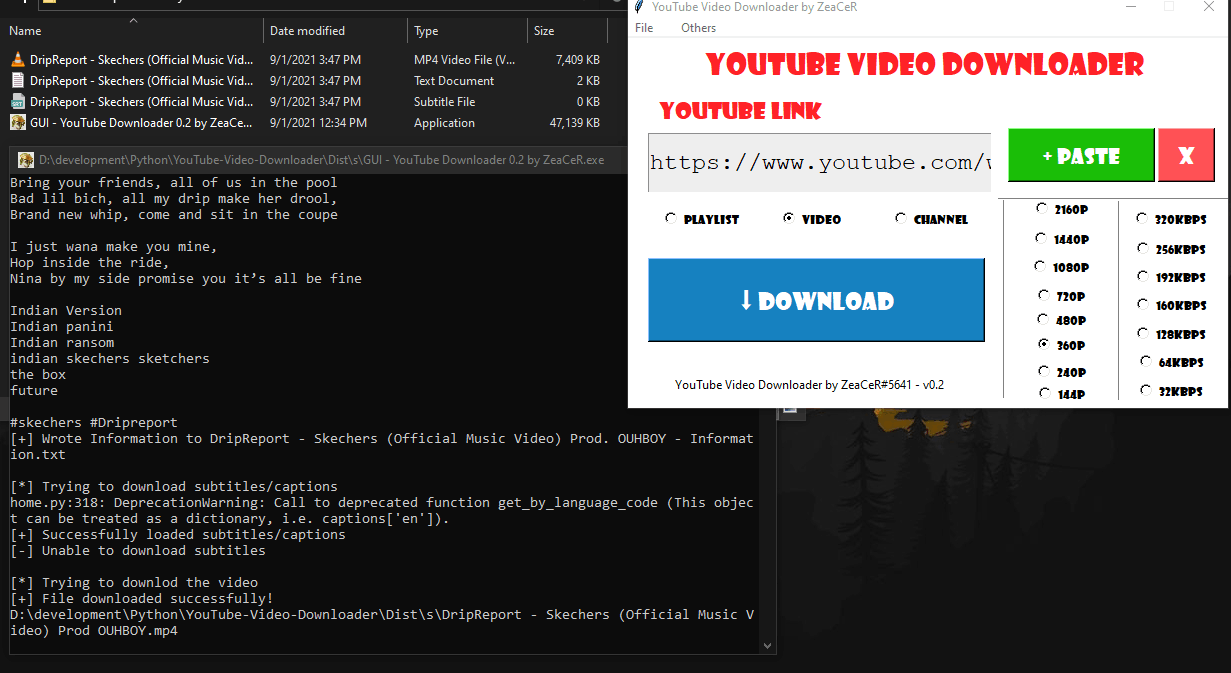 Name Date modified Type Size
DripReport - Skechers (Official Music Vid... 9/1/2021 3:47 PM MP4 Video File (V... 7,409 KB
DripReport - Skechers (Official Music Vid... 9/1/2021 3:47 PM Text Document 2 KB
DripReport - Skechers (Official Music Vid... 9/1/2021 3:47 PM Subtitle File 0 KB
GUI - YouTube Downloader 0.2 by ZeaCe... 9/1/2021 12:34 PM Application 47,139 KB
D:\development\Python\YouTube-Video-Downloader\Dist\s\GUI - YouTube Downloader 0.2 by ZeaCeR.exe
Bring your friends, all of us in the pool
Bad lil bich, all my drip make her drool,
Brand new whip, come and sit in the coupe
I just wana make you mine,
Hop inside the ride,
Nina by my side promise you it’s all be fine
Indian Version
Indian panini
Indian ransom
indian skechers sketchers
the box
future
#skechers #Dripreport
[+] Wrote Information to DripReport - Skechers (Official Music Video) Prod. OUHBOY - Informat
ion.txt
[*] Trying to download subtitles/captions
home.py:318: DeprecationWarning: Call to deprecated function get_by_language_code (This objec
t can be treated as a dictionary, i.e. captions['en']).
[+] Successfully loaded subtitles/captions
[-] Unable to download subtitles
[*] Trying to downlod the video
[+] File downloaded successfully!
D:\development\Python\YouTube-Video-Downloader\Dist\s\DripReport - Skechers (Official Music V
ideo) Prod OUHBOY.mp4
YouTube Video Downloader by ZeaCeR
File Others
YOUTUBE VIDEO DOWNLOADER
YOUTUBE LINK
https://www.youtube.com/w
+ PASTE X
PLAYLIST VIDEO CHANNEL
↓ DOWNLOAD
YouTube Video Downloader by ZeaCeR#5641 - v0.2
2160P
1440P
1080P
720P
480P
360P
240P
144P
320KBPS
256KBPS
192KBPS
160KBPS
128KBPS
64KBPS
32KBPS